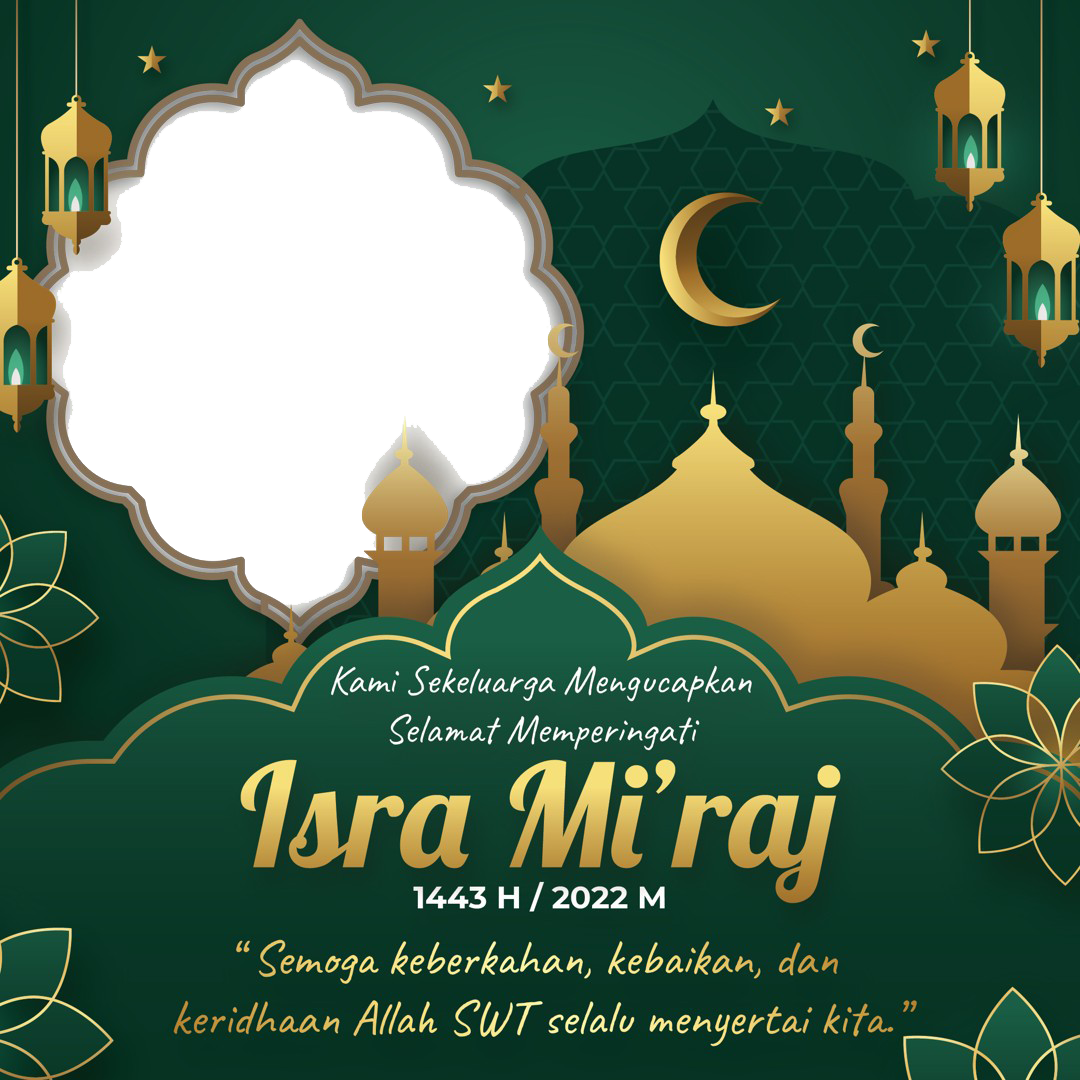 Kami Sekeluarga Mengucapkan
Selamat Memperingati
Isra Mi'raj
1443 H / 2022 M
“Semoga keberkahan, kebaikan, dan
keridhaan Allah SWT selalu menyertai kita.”